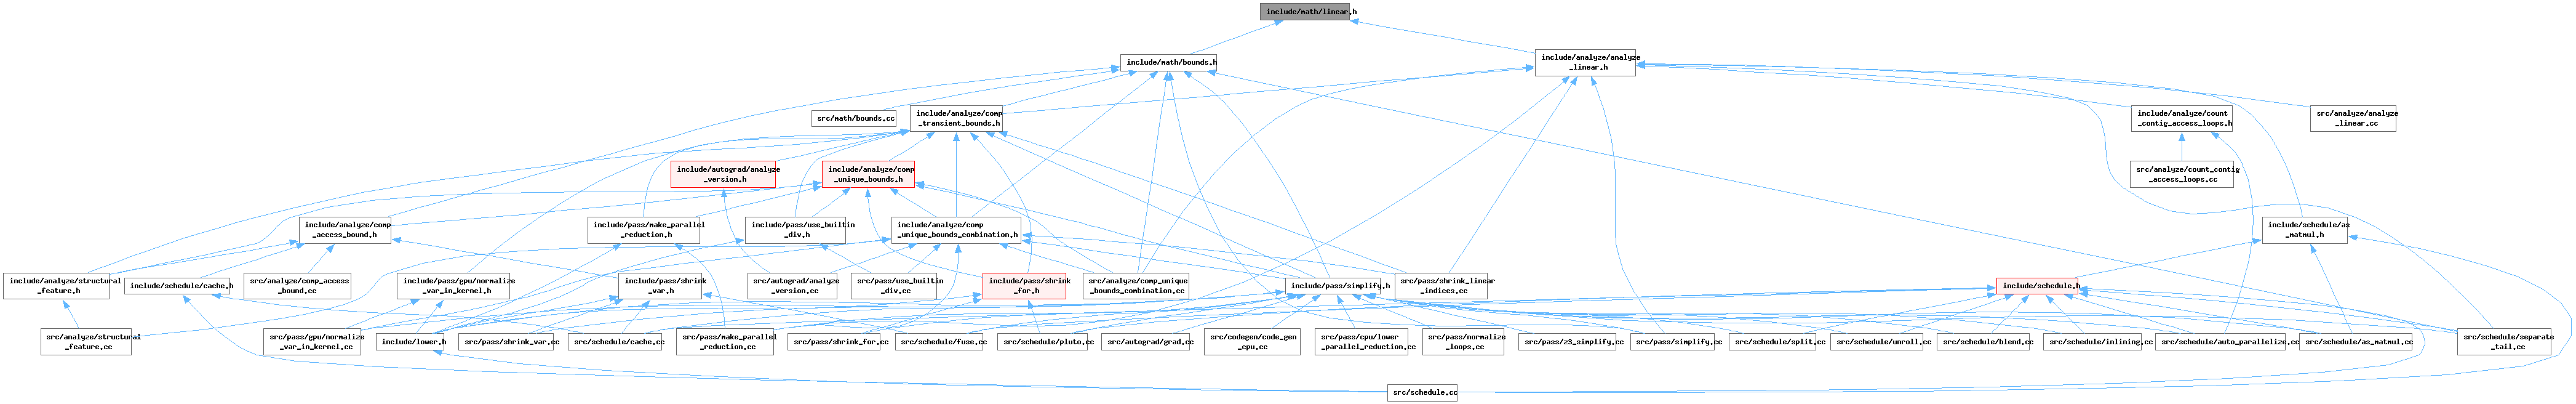 include/math/linear.h
include/math/bounds.h
include/analyze/analyze
_linear.h
src/math/bounds.cc
include/analyze/comp
_transient_bounds.h
include/analyze/count
_contig_access_loops.h
src/analyze/analyze
_linear.cc
include/autograd/analyze
_version.h
include/analyze/comp
_unique_bounds.h
src/analyze/count_contig
_access_loops.cc
include/analyze/comp
_access_bound.h
include/pass/make_parallel
_reduction.h
include/pass/use_builtin
_div.h
include/analyze/comp
_unique_bounds_combination.h
include/schedule/as
_matmul.h
include/analyze/structural
_feature.h
include/schedule/cache.h
src/analyze/comp_access
_bound.cc
include/pass/gpu/normalize
_var_in_kernel.h
include/pass/shrink
_var.h
src/autograd/analyze
_version.cc
src/pass/use_builtin
_div.cc
include/pass/shrink
_for.h
src/analyze/comp_unique
_bounds_combination.cc
include/pass/simplify.h
src/pass/shrink_linear
_indices.cc
include/schedule.h
src/analyze/structural
_feature.cc
src/pass/gpu/normalize
_var_in_kernel.cc
include/lower.h
src/pass/shrink_var.cc
src/schedule/cache.cc
src/pass/make_parallel
_reduction.cc
src/pass/shrink_for.cc
src/schedule/fuse.cc
src/schedule/pluto.cc
src/autograd/grad.cc
src/codegen/code_gen
_cpu.cc
src/pass/cpu/lower
_parallel_reduction.cc
src/pass/normalize
_loops.cc
src/pass/z3_simplify.cc
src/pass/simplify.cc
src/schedule/split.cc
src/schedule/unroll.cc
src/schedule/blend.cc
src/schedule/inlining.cc
src/schedule/auto_parallelize.cc
src/schedule/as_matmul.cc
src/schedule/separate
_tail.cc
src/schedule.cc